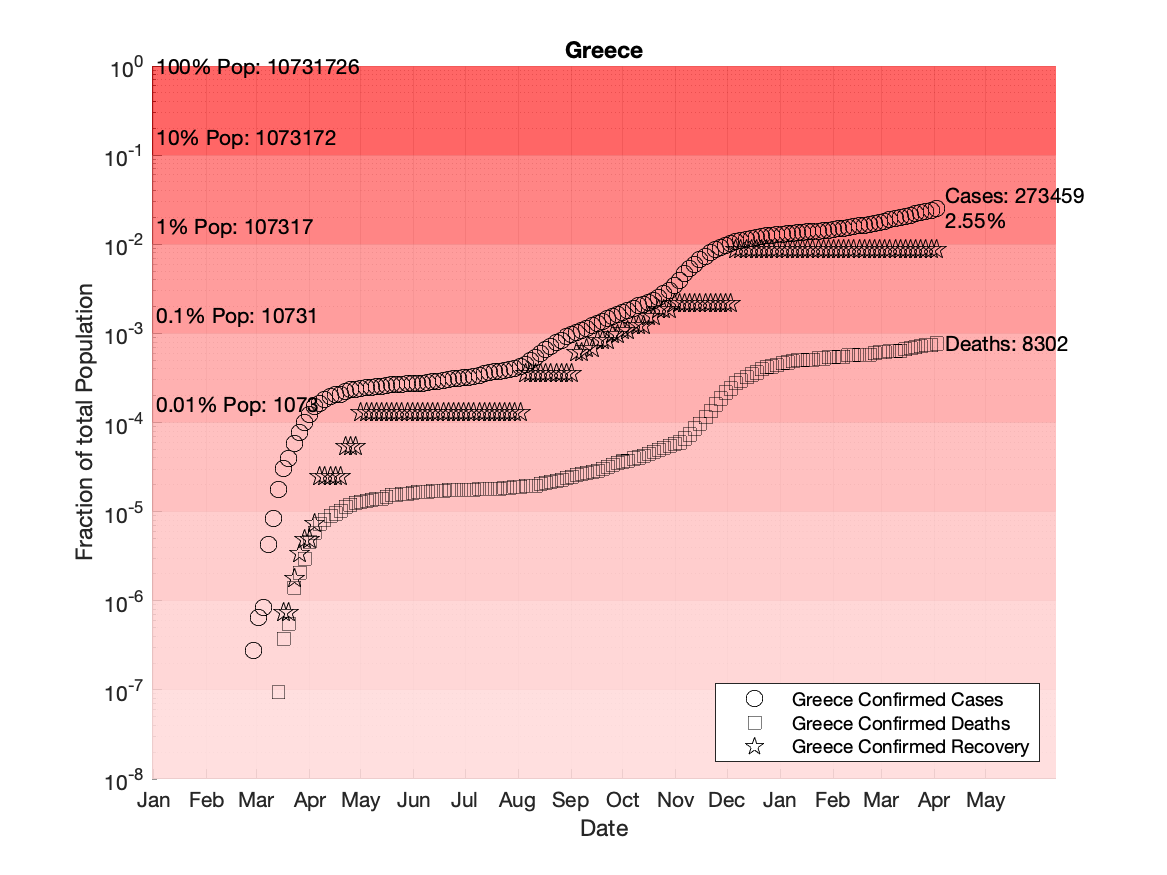 Greece
10^0
100% Pop: 10731726
10% Pop: 1073172
10^-1
1% Pop: 107317
10^-2
Cases: 273459
2.55%
0.1% Pop: 10731
10^-3
Deaths: 8302
0.01% Pop: 1073
10^-4
10^-5
10^-6
10^-7
10^-8
Fraction of total Population
Greece Confirmed Cases
Greece Confirmed Deaths
Greece Confirmed Recovery
Jan Feb Mar Apr May Jun Jul Aug Sep Oct Nov Dec Jan Feb Mar Apr May
Date